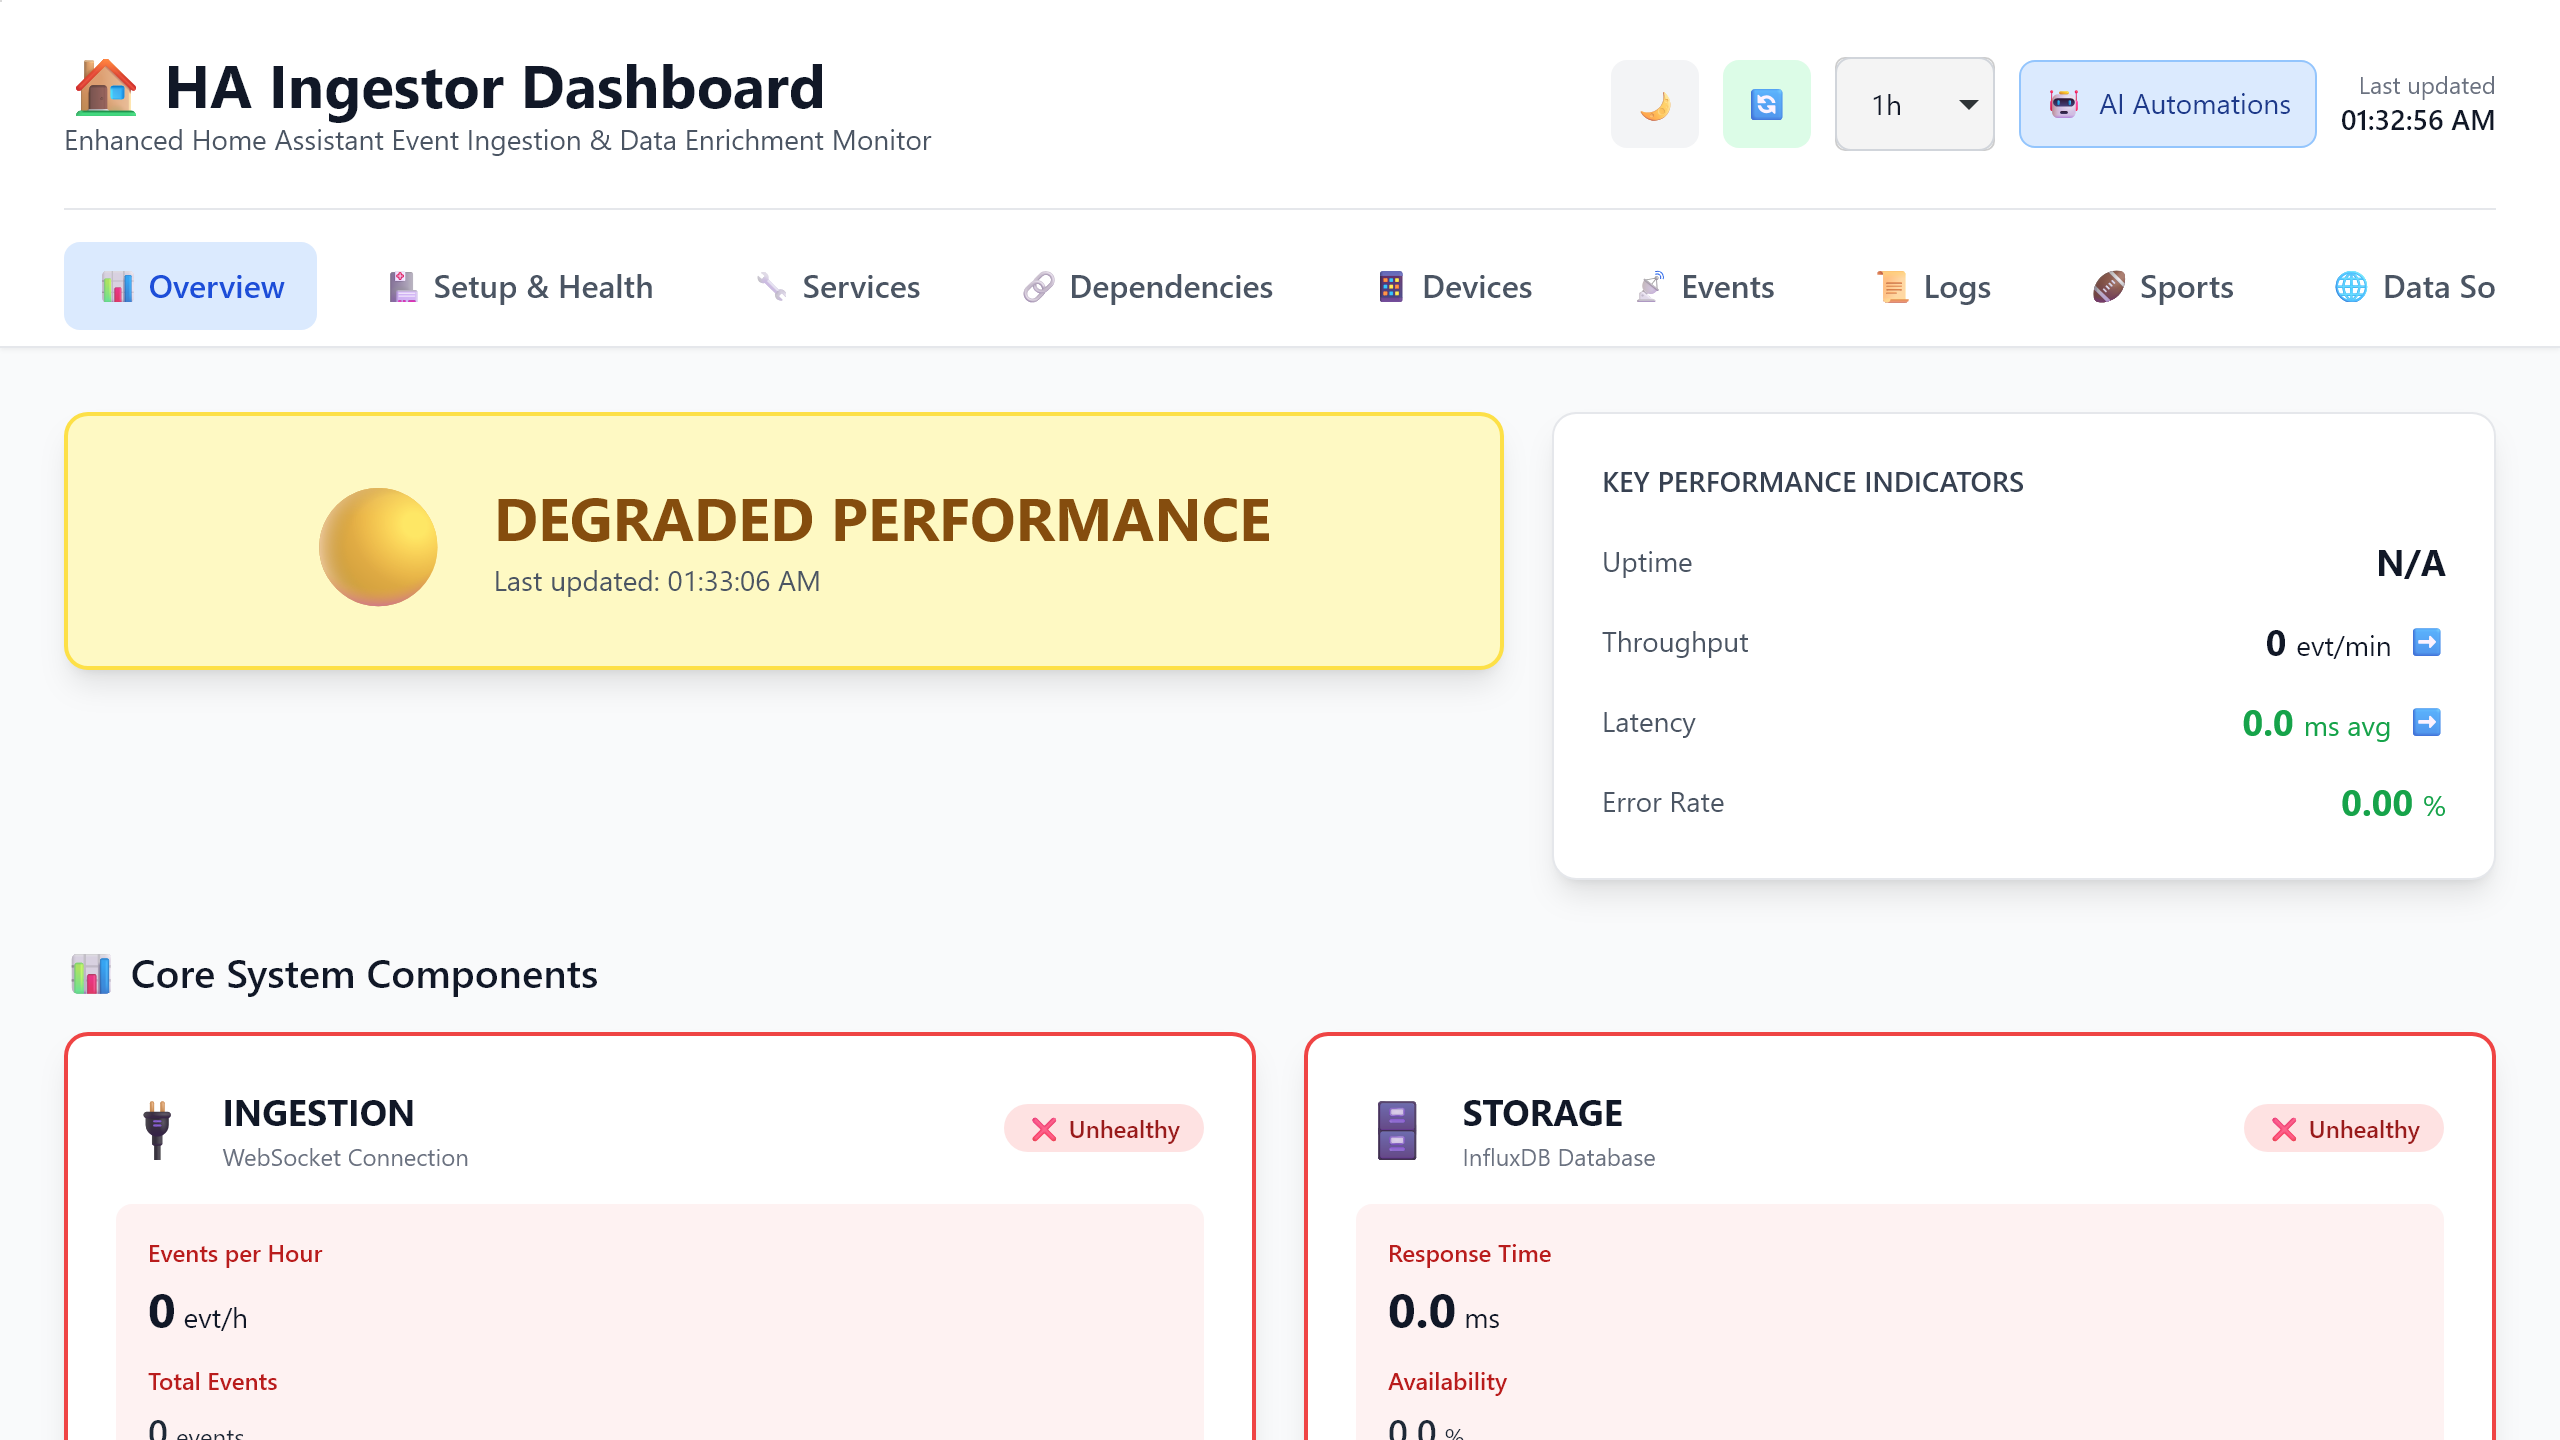 HA Ingestor Dashboard
Enhanced Home Assistant Event Ingestion & Data Enrichment Monitor
1h
AI Automations
Last updated
01:32:56 AM
Overview
Setup & Health
Services
Dependencies
Devices
Events
Logs
Sports
Data So
DEGRADED PERFORMANCE
Last updated: 01:33:06 AM
KEY PERFORMANCE INDICATORS
Uptime
N/A
Throughput
0 evt/min
Latency
0.0 ms avg
Error Rate
0.00 %
Core System Components
INGESTION
WebSocket Connection
Unhealthy
Events per Hour
0 evt/h
Total Events
0 events
STORAGE
InfluxDB Database
Unhealthy
Response Time
0.0 ms
Availability
0.0 %